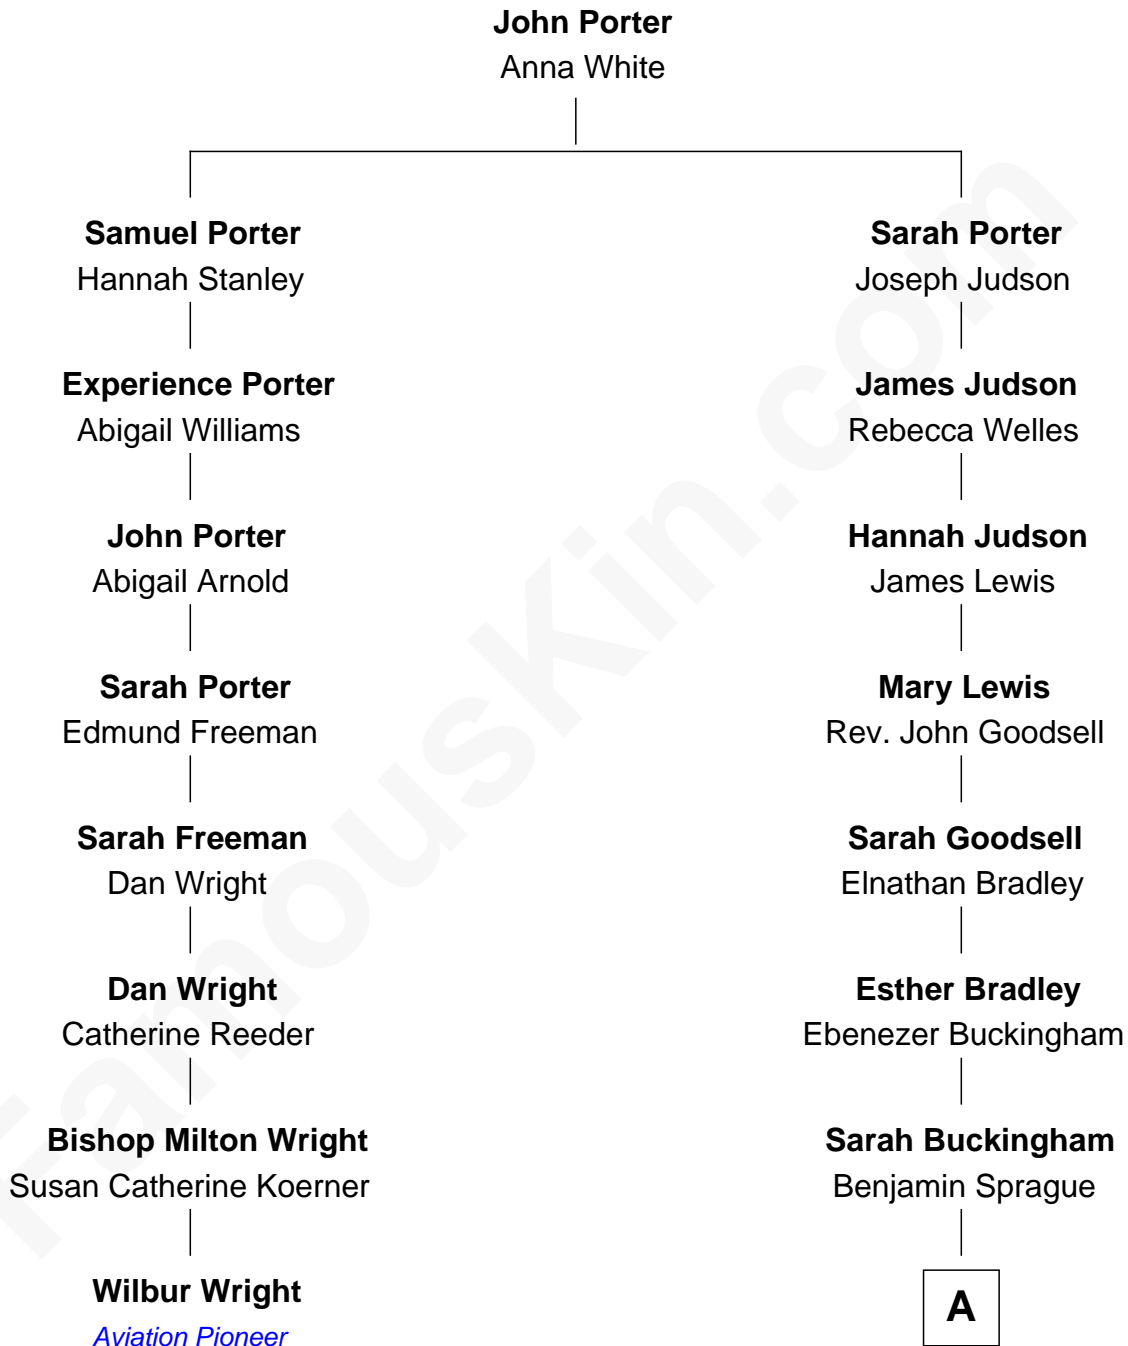 John Porter
Anna White
Samuel Porter
Hannah Stanley
Sarah Porter
Joseph Judson
Experience Porter
Abigail Williams
James Judson
Rebecca Welles
John Porter
Abigail Arnold
Hannah Judson
James Lewis
Sarah Porter
Edmund Freeman
Mary Lewis
Rev. John Goodsell
Sarah Freeman
Dan Wright
Sarah Goodsell
Elnathan Bradley
Dan Wright
Catherine Reeder
Esther Bradley
Ebenezer Buckingham
Bishop Milton Wright
Susan Catherine Koerner
Sarah Buckingham
Benjamin Sprague
Wilbur Wright
Aviation Pioneer
A
FamousKin.com